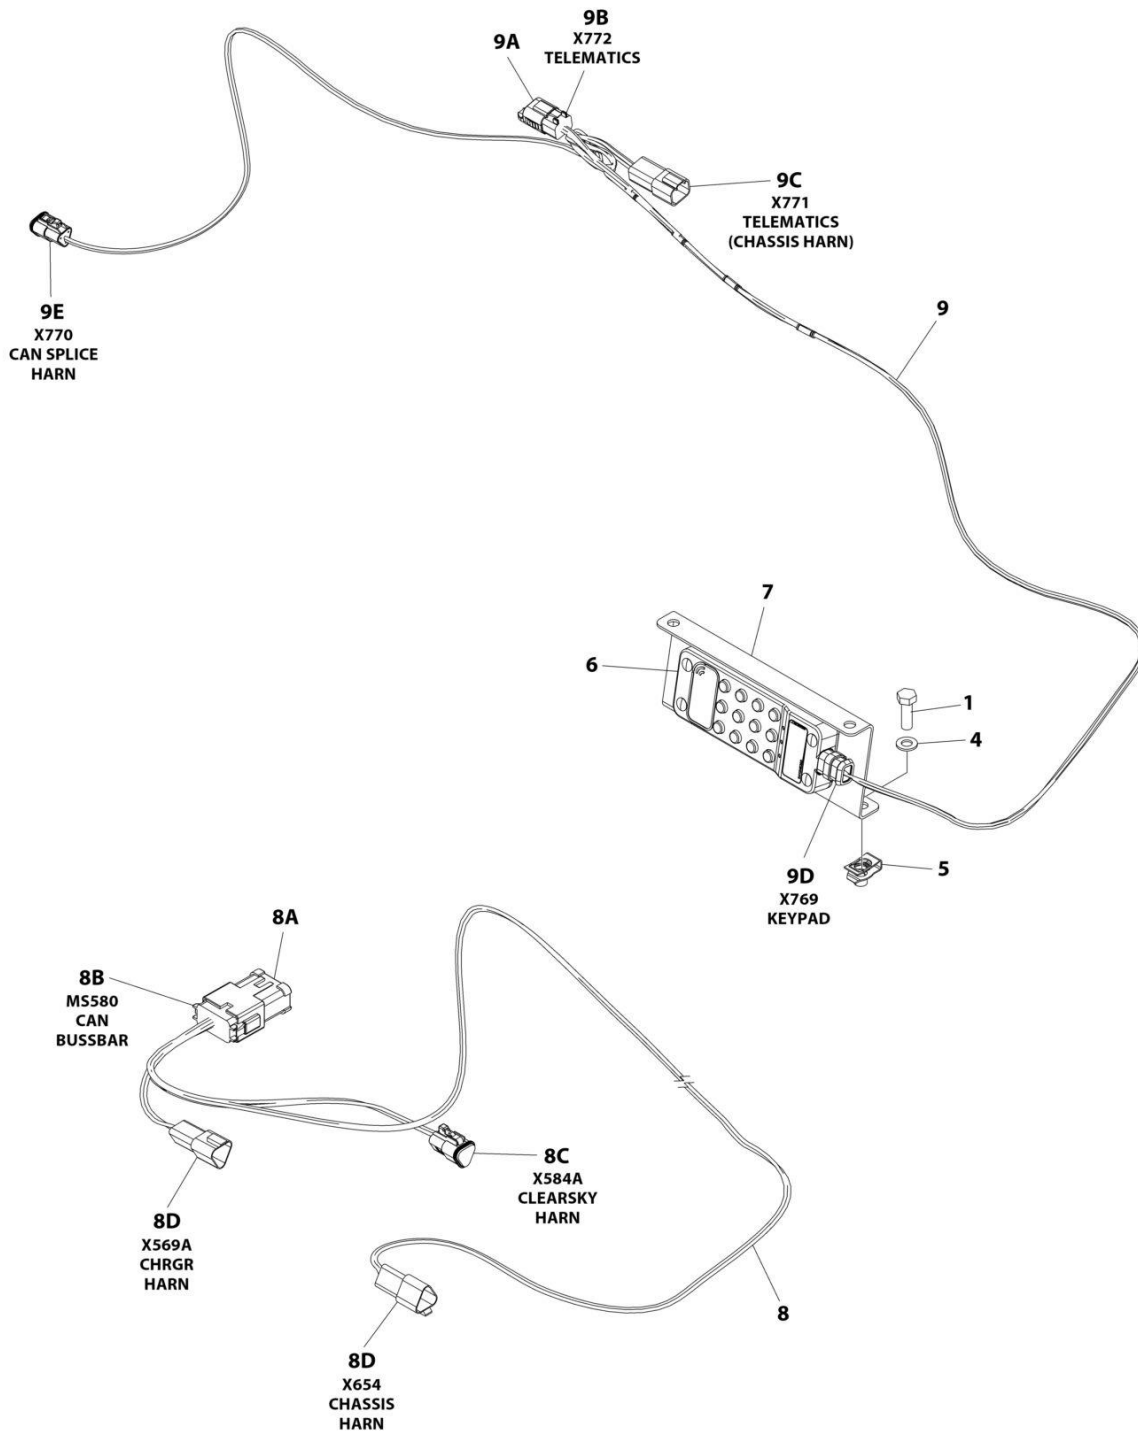 9B
X772
TELEMATICS
9A
9C
X771
TELEMATICS
(CHASSIS HARN)
9E
X770
CAN SPLICE
HARN
9
7
6
1
4
5
9D
X769
KEYPAD
8A
8B
MS580
CAN
BUSSBAR
8C
X584A
CLEARSKY
HARN
8D
X569A
CHRGR
HARN
8
8D
X654
CHASSIS
HARN